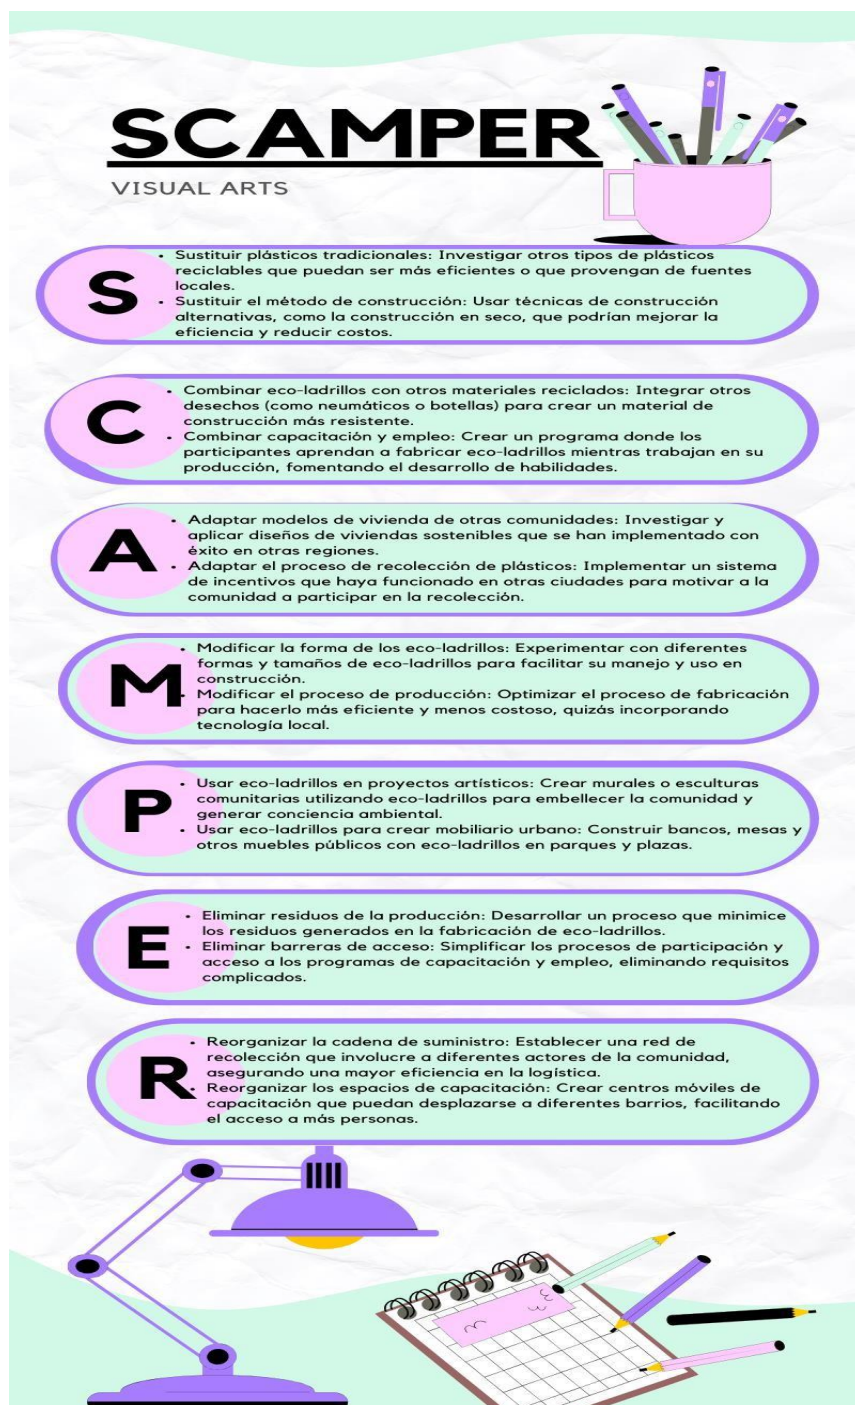 SCAMPER
VISUAL ARTS
S
• Sustituir plásticos tradicionales: Investigar otros tipos de plásticos
reciclables que puedan ser más eficientes o que provengan de fuentes
locales.
• Sustituir el método de construcción: Usar técnicas de construcción
alternativas, como la construcción en seco, que podrían mejorar la
eficiencia y reducir costos.
C
• Combinar eco-ladrillos con otros materiales reciclados: Integrar otros
desechos (como neumáticos o botellas) para crear un material de
construcción más resistente.
• Combinar capacitación y empleo: Crear un programa donde los
participantes aprendan a fabricar eco-ladrillos mientras trabajan en su
producción, fomentando el desarrollo de habilidades.
A
• Adaptar modelos de vivienda de otras comunidades: Investigar y
aplicar diseños de viviendas sostenibles que se han implementado con
éxito en otras regiones.
• Adaptar el proceso de recolección de plásticos: Implementar un sistema
de incentivos que haya funcionado en otras ciudades para motivar a la
comunidad a participar en la recolección.
M
• Modificar la forma de los eco-ladrillos: Experimentar con diferentes
formas y tamaños de eco-ladrillos para facilitar su manejo y uso en
construcción.
• Modificar el proceso de producción: Optimizar el proceso de fabricación
para hacerlo más eficiente y menos costoso, quizás incorporando
tecnología local.
P
• Usar eco-ladrillos en proyectos artísticos: Crear murales o esculturas
comunitarias utilizando eco-ladrillos para embellecer la comunidad y
generar conciencia ambiental.
• Usar eco-ladrillos para crear mobiliario urbano: Construir bancos, mesas y
otros muebles públicos con eco-ladrillos en parques y plazas.
E
• Eliminar residuos de la producción: Desarrollar un proceso que minimice
los residuos generados en la fabricación de eco-ladrillos.
• Eliminar barreras de acceso: Simplificar los procesos de participación y
acceso a los programas de capacitación y empleo, eliminando requisitos
complicados.
R
• Reorganizar la cadena de suministro: Establecer una red de
recolección que involucre a diferentes actores de la comunidad,
asegurando una mayor eficiencia en la logística.
• Reorganizar los espacios de capacitación: Crear centros móviles de
capacitación que puedan desplazarse a diferentes barrios, facilitando
el acceso a más personas.